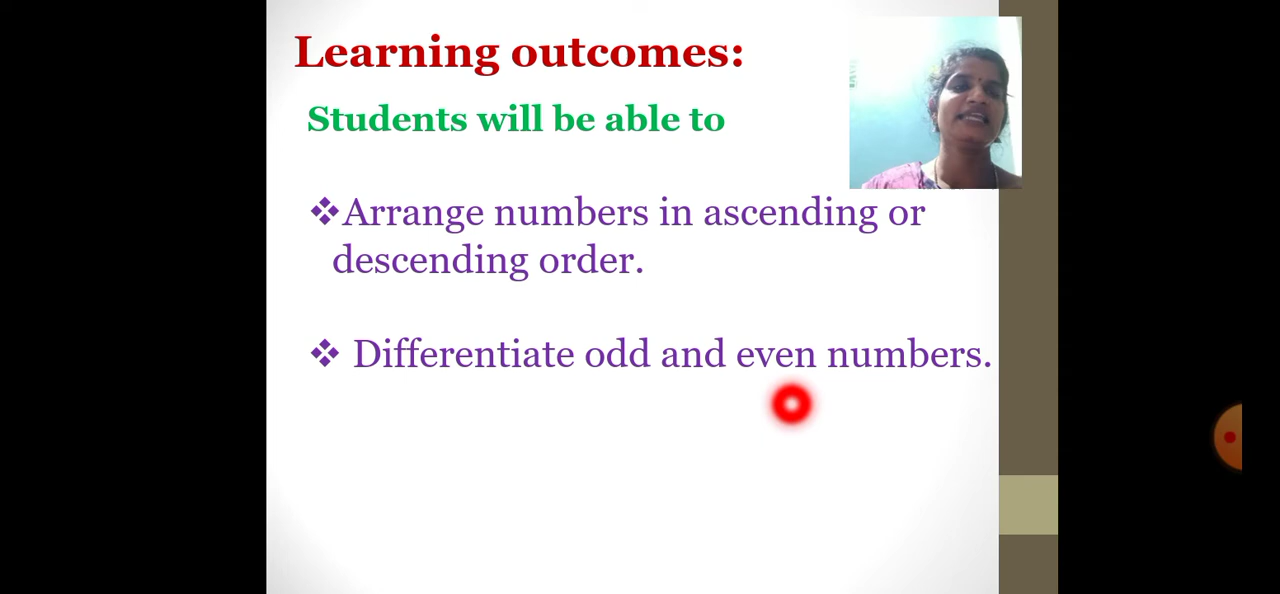 Learning outcomes:
Students will be able to
❖Arrange numbers in ascending or
descending order.
❖ Differentiate odd and even numbers.